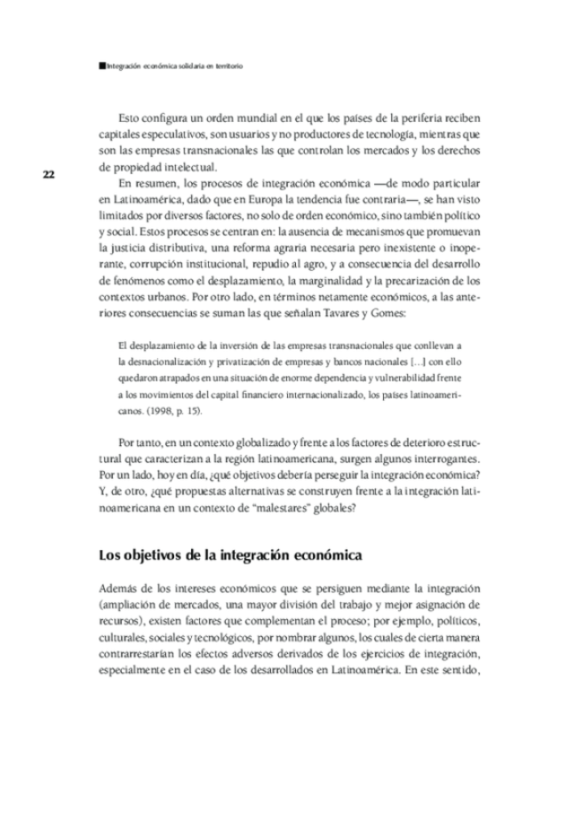 Integración económica solidaria en territorio
Esto configura un orden mundial en el que los países de la periferia reciben
capitales especulativos, son usuarios y no productores de tecnología, mientras que
son las empresas transnacionales las que controlan los mercados y los derechos
de propiedad intelectual.
22
En resumen, los procesos de integración económica —de modo particular
en Latinoamérica, dado que en Europa la tendencia fue contraria—, se han visto
limitados por diversos factores, no solo de orden económico, sino también político
y social. Estos procesos se centran en: la ausencia de mecanismos que promuevan
la justicia distributiva, una reforma agraria necesaria pero inexistente o inope-
rante, corrupción institucional, repudio al agro, y a consecuencia del desarrollo
de fenómenos como el desplazamiento, la marginalidad y la precarización de los
contextos urbanos. Por otro lado, en términos netamente económicos, a las ante-
riores consecuencias se suman las que señalan Tavares y Gomes:
El desplazamiento de la inversión de las empresas transnacionales que conllevan a
la desnacionalización y privatización de empresas y bancos nacionales [...] con ello
quedaron atrapados en una situación de enorme dependencia y vulnerabilidad frente
a los movimientos del capital financiero internacionalizado, los países latinoameri-
canos. (1998, p. 15).
Por tanto, en un contexto globalizado y frente a los factores de deterioro estruc-
tural que caracterizan a la región latinoamericana, surgen algunos interrogantes.
Por un lado, hoy en día, ¿qué objetivos debería perseguir la integración económica?
Y, de otro, ¿qué propuestas alternativas se construyen frente a la integración lati-
noamericana en un contexto de “malestares” globales?
Los objetivos de la integración económica
Además de los intereses económicos que se persiguen mediante la integración
(ampliación de mercados, una mayor división del trabajo y mejor asignación de
recursos), existen factores que complementan el proceso; por ejemplo, políticos,
culturales, sociales y tecnológicos, por nombrar algunos, los cuales de cierta manera
contrarrestarían los efectos adversos derivados de los ejercicios de integración,
especialmente en el caso de los desarrollados en Latinoamérica. En este sentido,